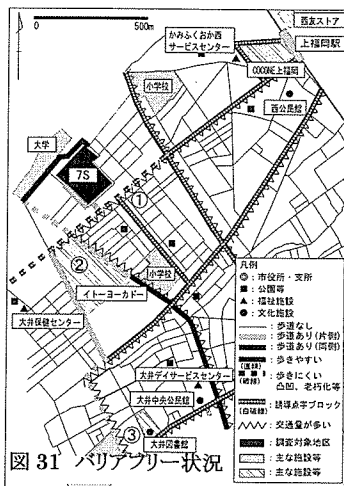 500m
西友ストア
上福岡駅
かみふくおか西
サービスセンター
COCONE上福岡
小学校
西公民館
大学
7S
①
②
小学校
イトーヨーカドー
大井保健センター
大井デイサービスセンター
大井中央公民館
③
大井図書館
凡例
:市役所・支所
:公園等
:福祉施設
:文化施設
歩道なし
歩道あり(片側)
歩道あり(両側)
:歩きやすい
:歩きにくい
凸凹、老朽化等
:誘導点字ブロック
:交通量が多い
:調査対象地区
:主な施設等
:主な施設等
図 31 バリアフリー状況